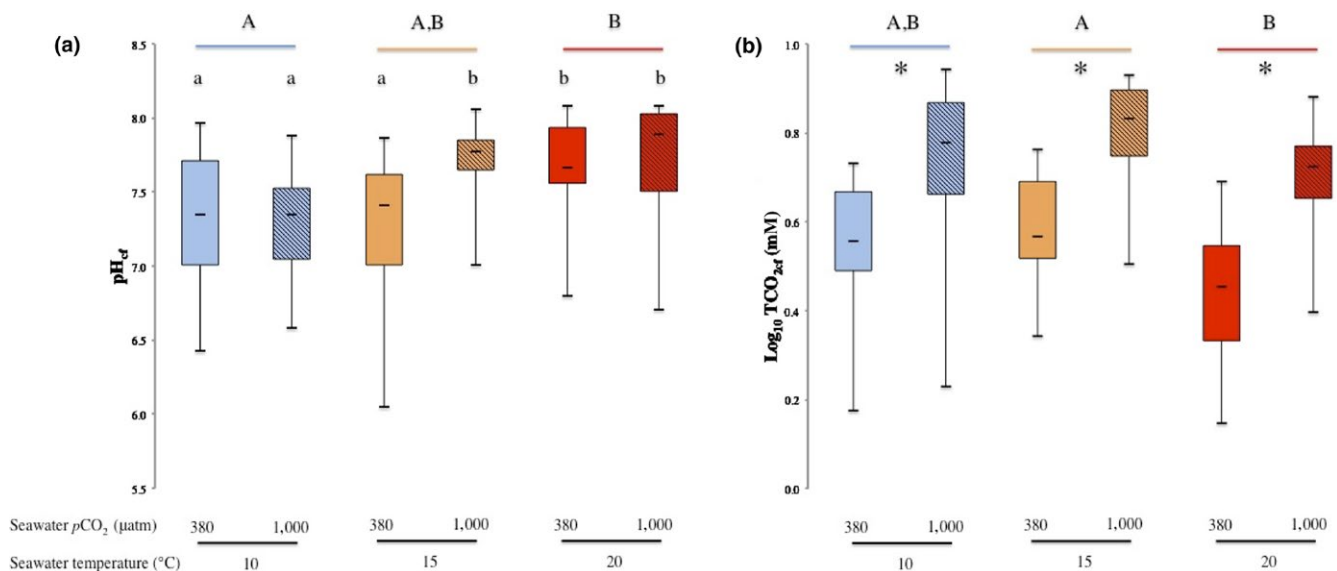 A A,B B
(a)
8.5
a a a b b b
8.0
7.5
7.0
6.5
6.0
5.5
pHcf
Seawater pCO2 (µatm) 380 1,000 380 1,000 380 1,000
Seawater temperature (°C) 10 15 20
A,B A B
(b)
1.0
* * *
0.8
0.6
0.4
0.2
0.0
Log10 TCO2cf (mM)
380 1,000 380 1,000 380 1,000
10 15 20